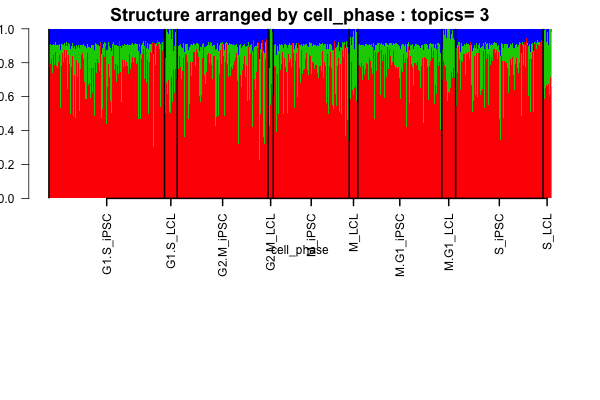 Structure arranged by cell_phase : topics= 3
1.0
0.8
0.6
0.4
0.2
0.0
G1.S_iPSC
G1.S_LCL
G2.M_iPSC
G2.M_LCL
M_iPSC
M_LCL
M.G1_iPSC
M.G1_LCL
S_iPSC
S_LCL
cell_phase